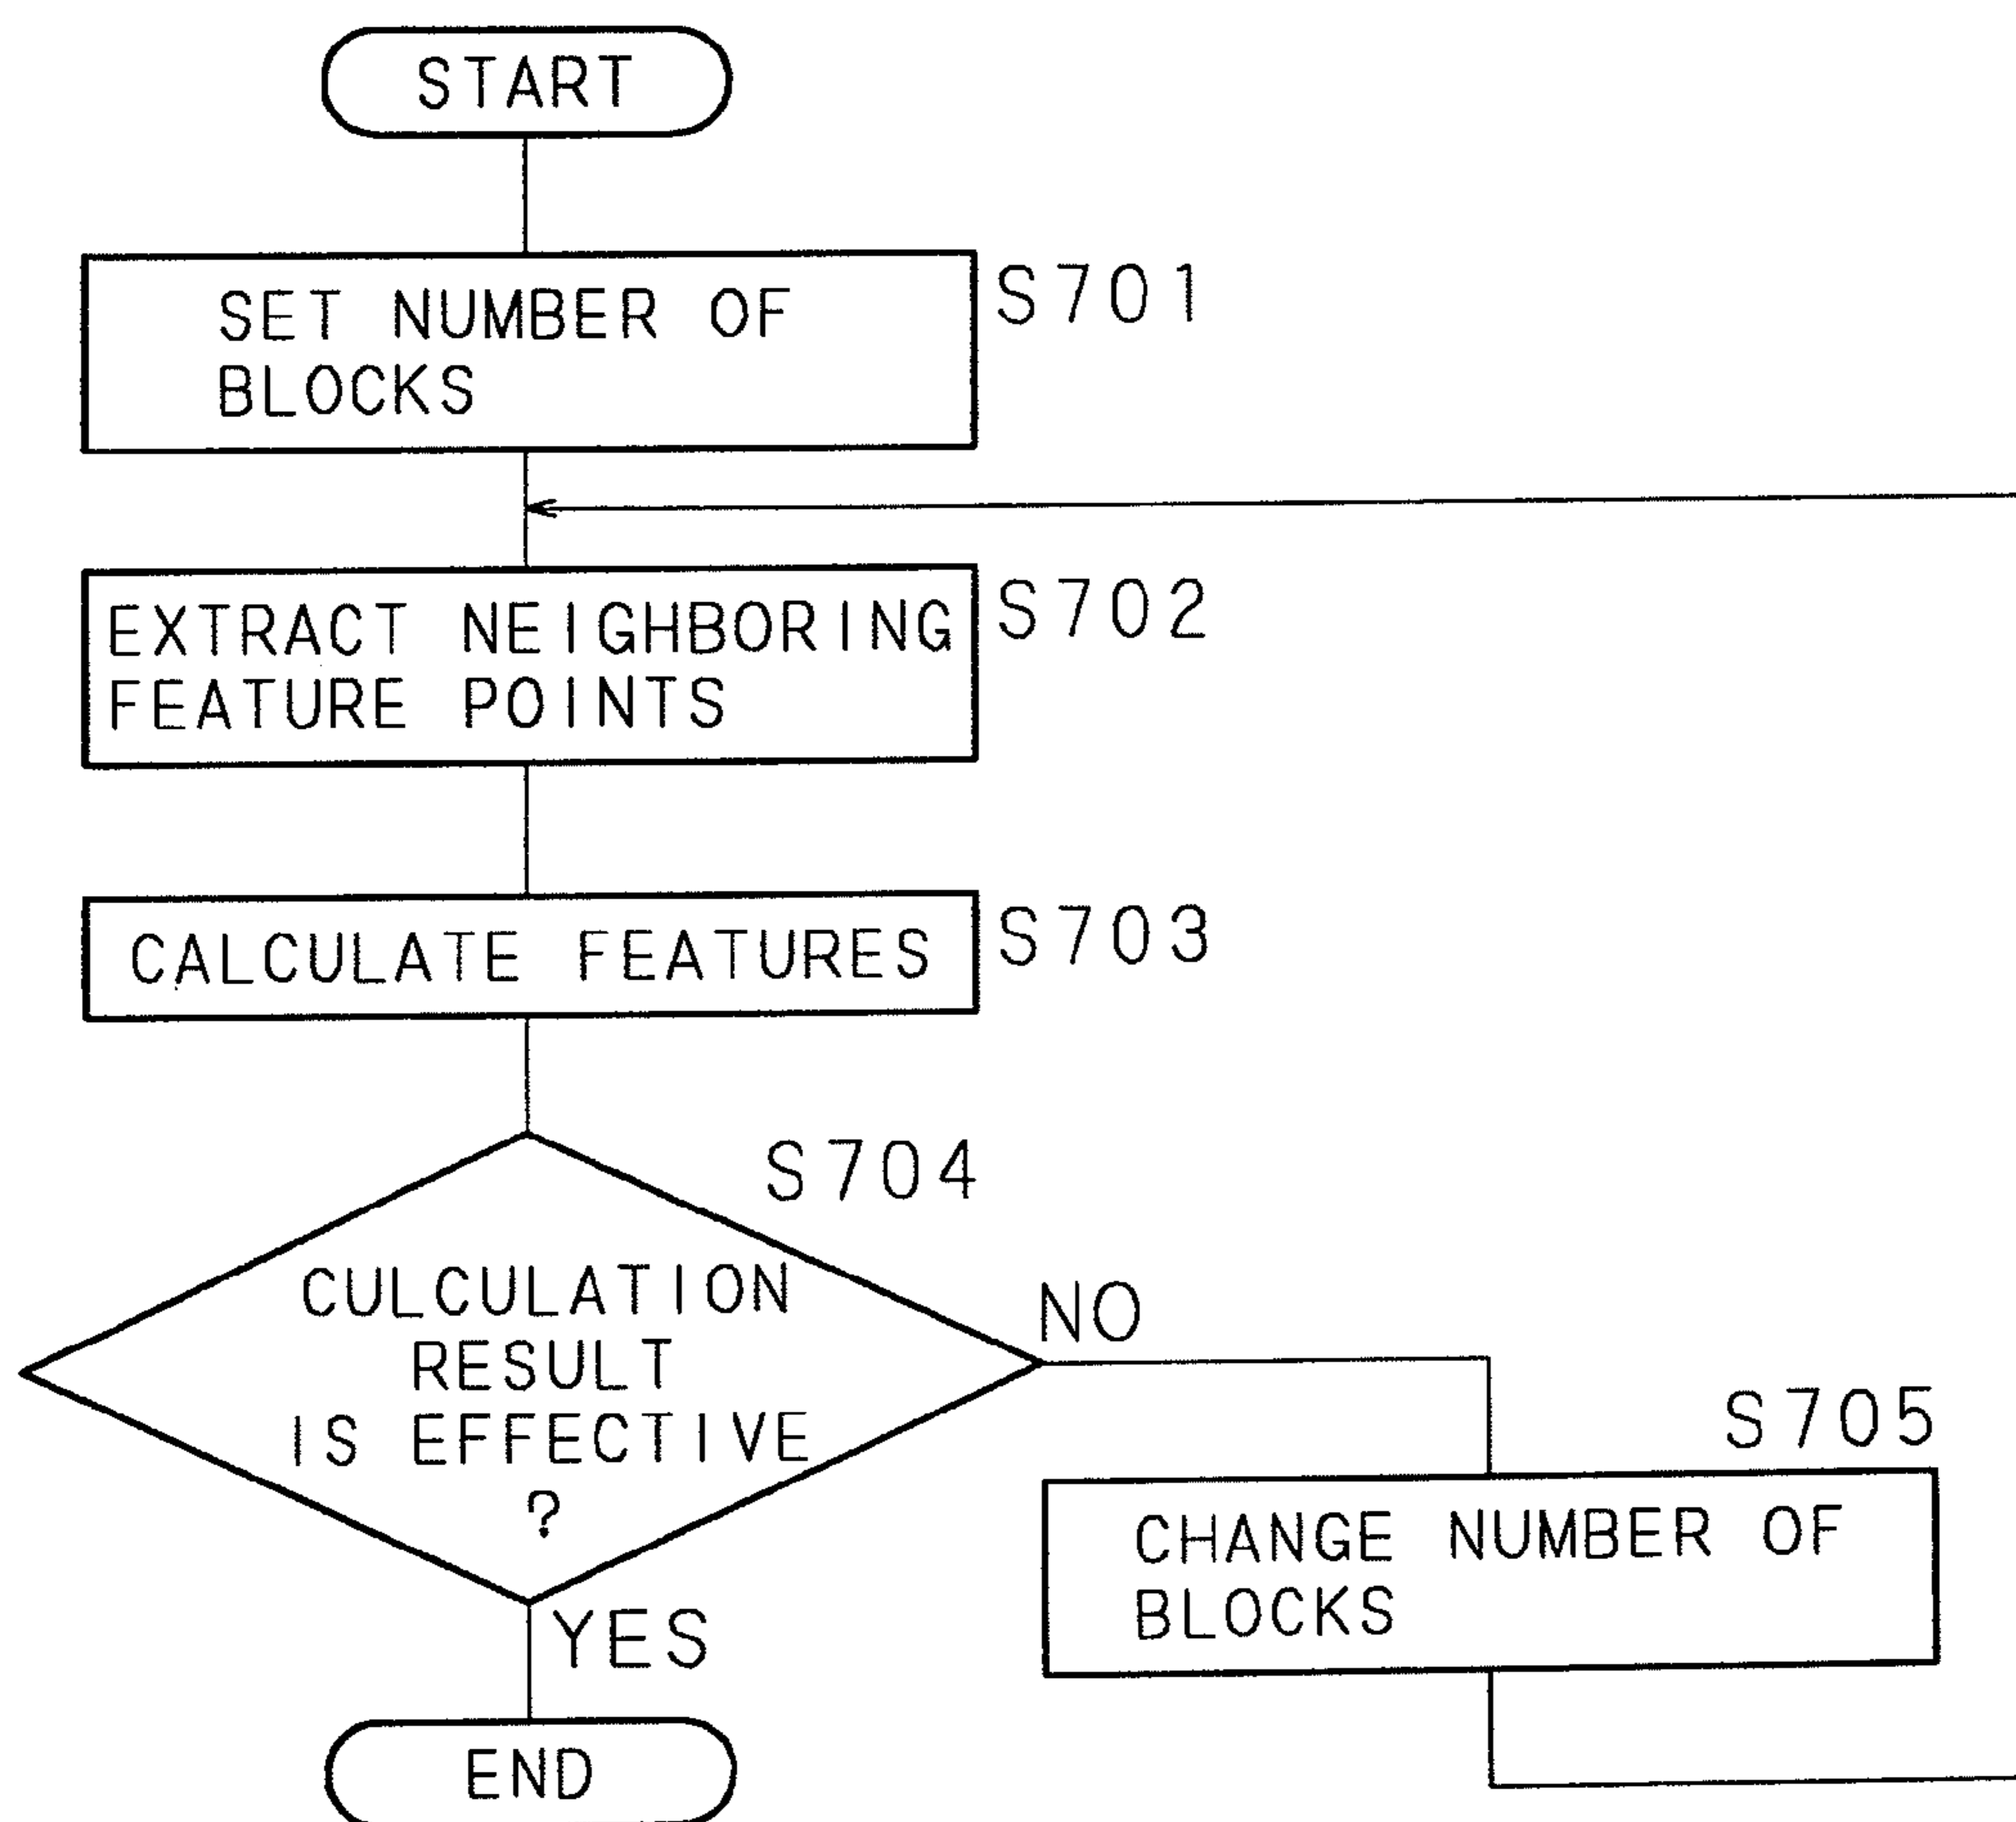 START
SET NUMBER OF
BLOCKS
S701
EXTRACT NEIGHBORING
FEATURE POINTS
S702
CALCULATE FEATURES
S703
S704
CULCULATION
RESULT
IS EFFECTIVE
?
NO
YES
S705
CHANGE NUMBER OF
BLOCKS
END